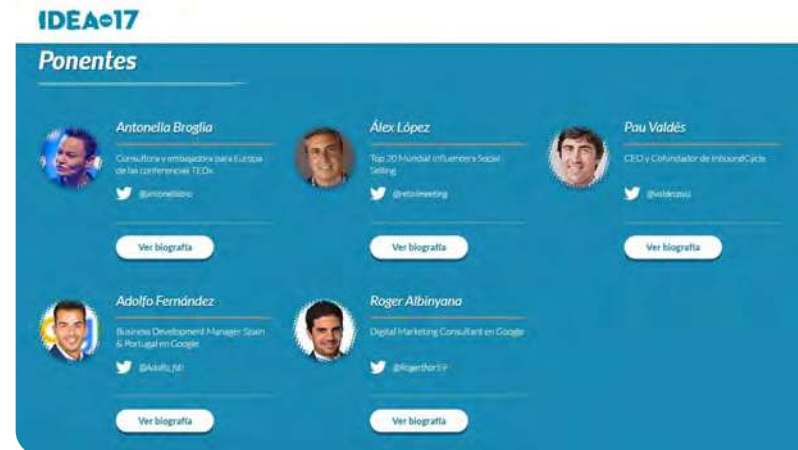 IDEA17
Ponentes
Antonella Broglia
Consultora y embajadora para Europa
de las conferencias TEDx
Ver biografía
Álex López
Top 20 Mundial Influencers Social
Selling
@retailmeeting
Ver biografía
Pau Valdés
CEO y Cofundador de InboundCycle
Ver biografía
Adolfo Fernández
Business Development Manager Spain
& Portugal en Google
Ver biografía
Roger Albinyana
Digital Marketing Consultant en Google
Ver biografía